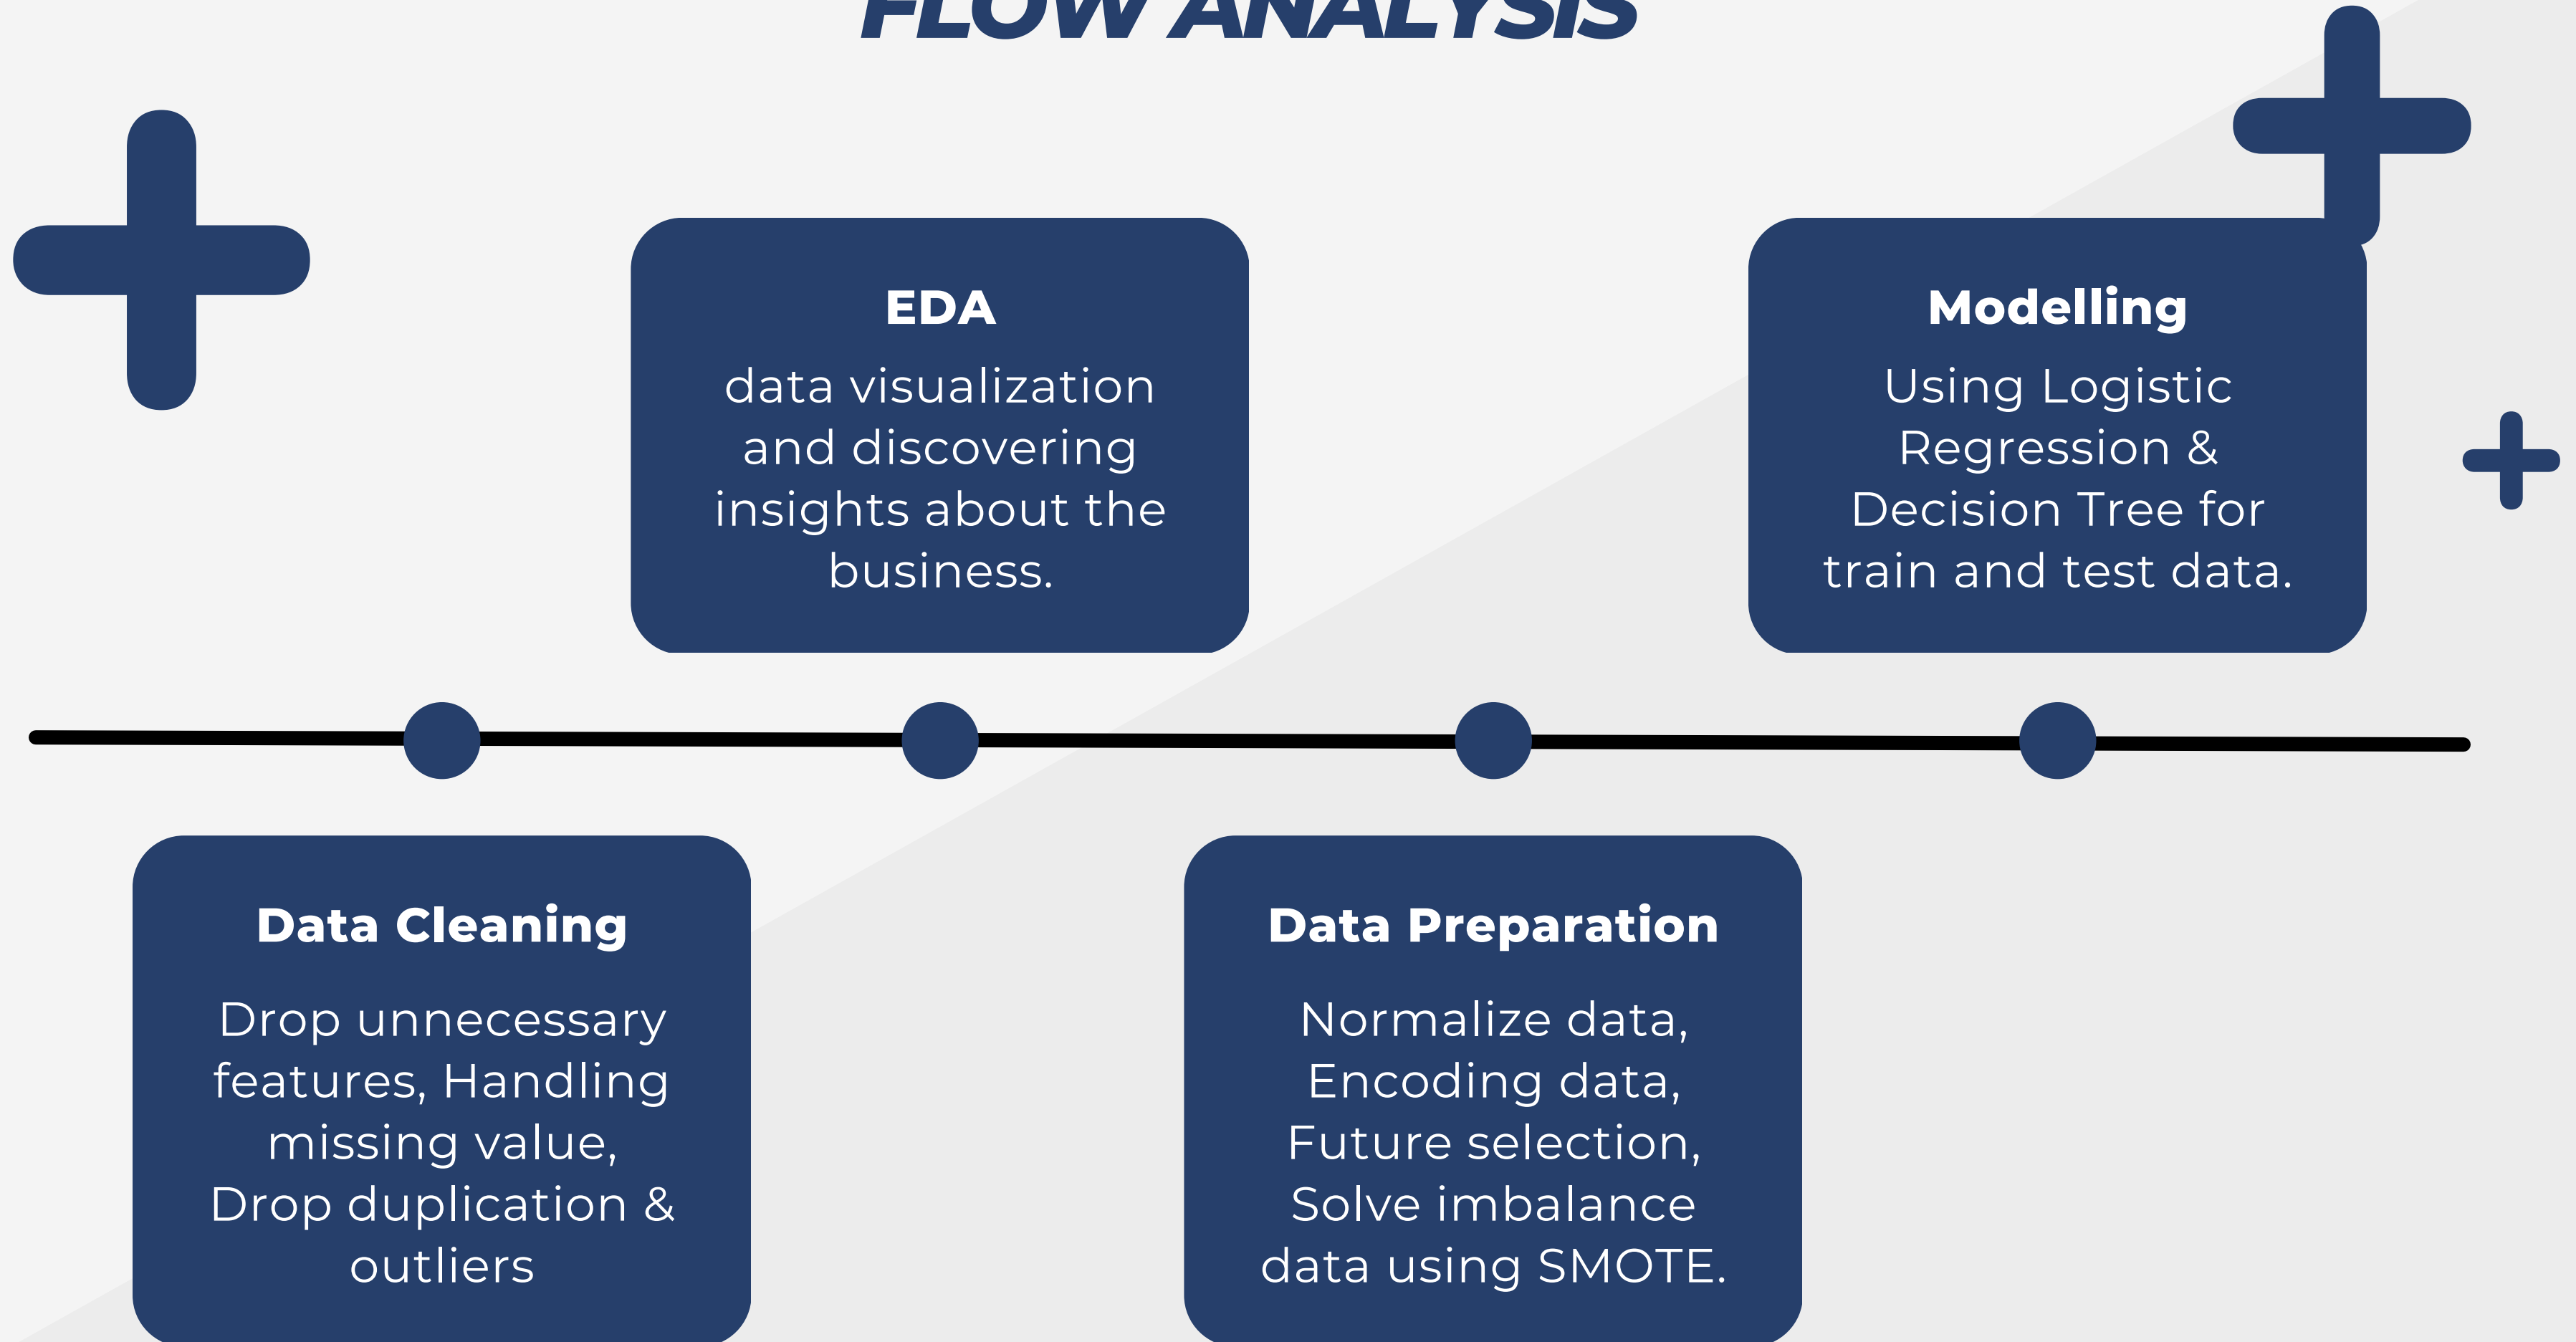 FLOW ANALYSIS
EDA
data visualization
and discovering
insights about the
business.
Modelling
Using Logistic
Regression &
Decision Tree for
train and test data.
Data Cleaning
Drop unnecessary
features, Handling
missing value,
Drop duplication &
outliers
Data Preparation
Normalize data,
Encoding data,
Future selection,
Solve imbalance
data using SMOTE.